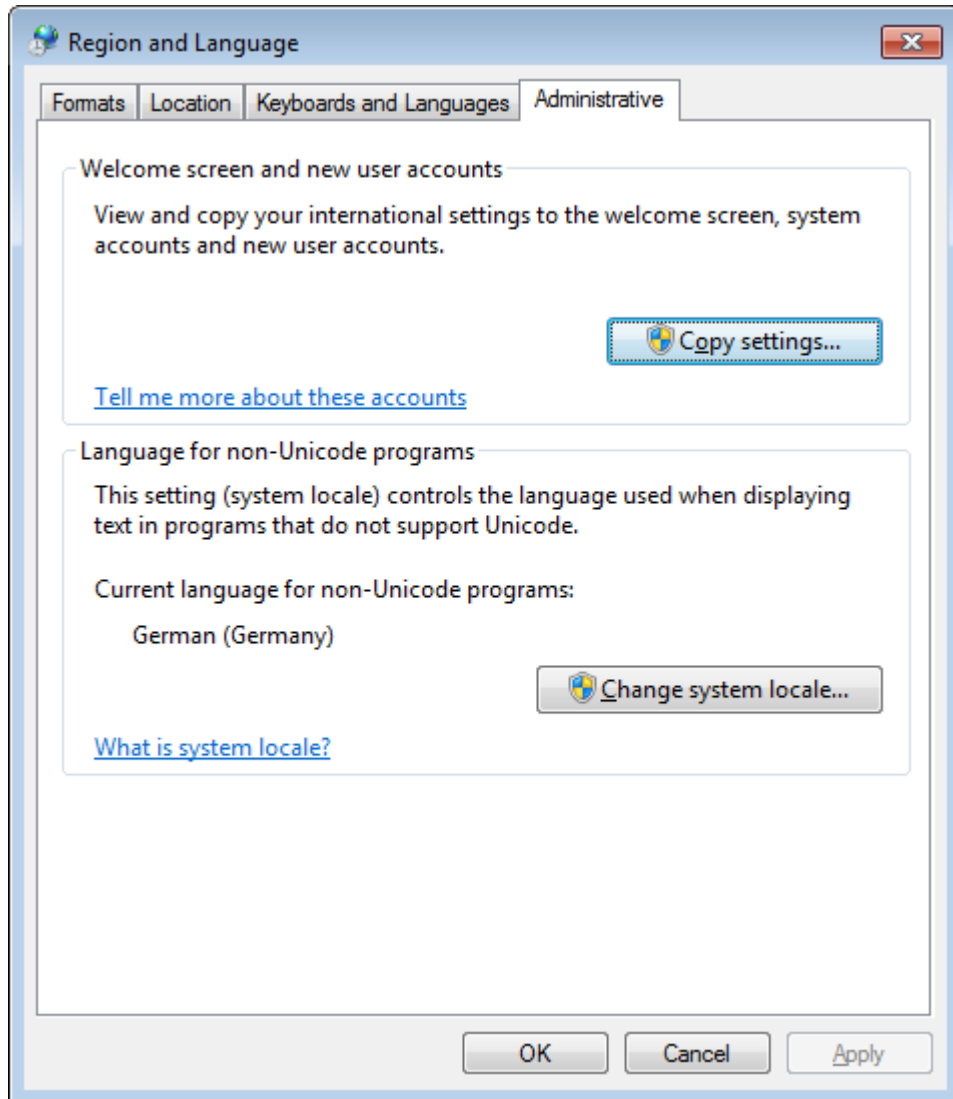 Region and Language
Formats Location Keyboards and Languages Administrative
Welcome screen and new user accounts
View and copy your international settings to the welcome screen, system
accounts and new user accounts.
Copy settings...
Tell me more about these accounts
Language for non-Unicode programs
This setting (system locale) controls the language used when displaying
text in programs that do not support Unicode.
Current language for non-Unicode programs:
German (Germany)
Change system locale...
What is system locale?
OK Cancel Apply